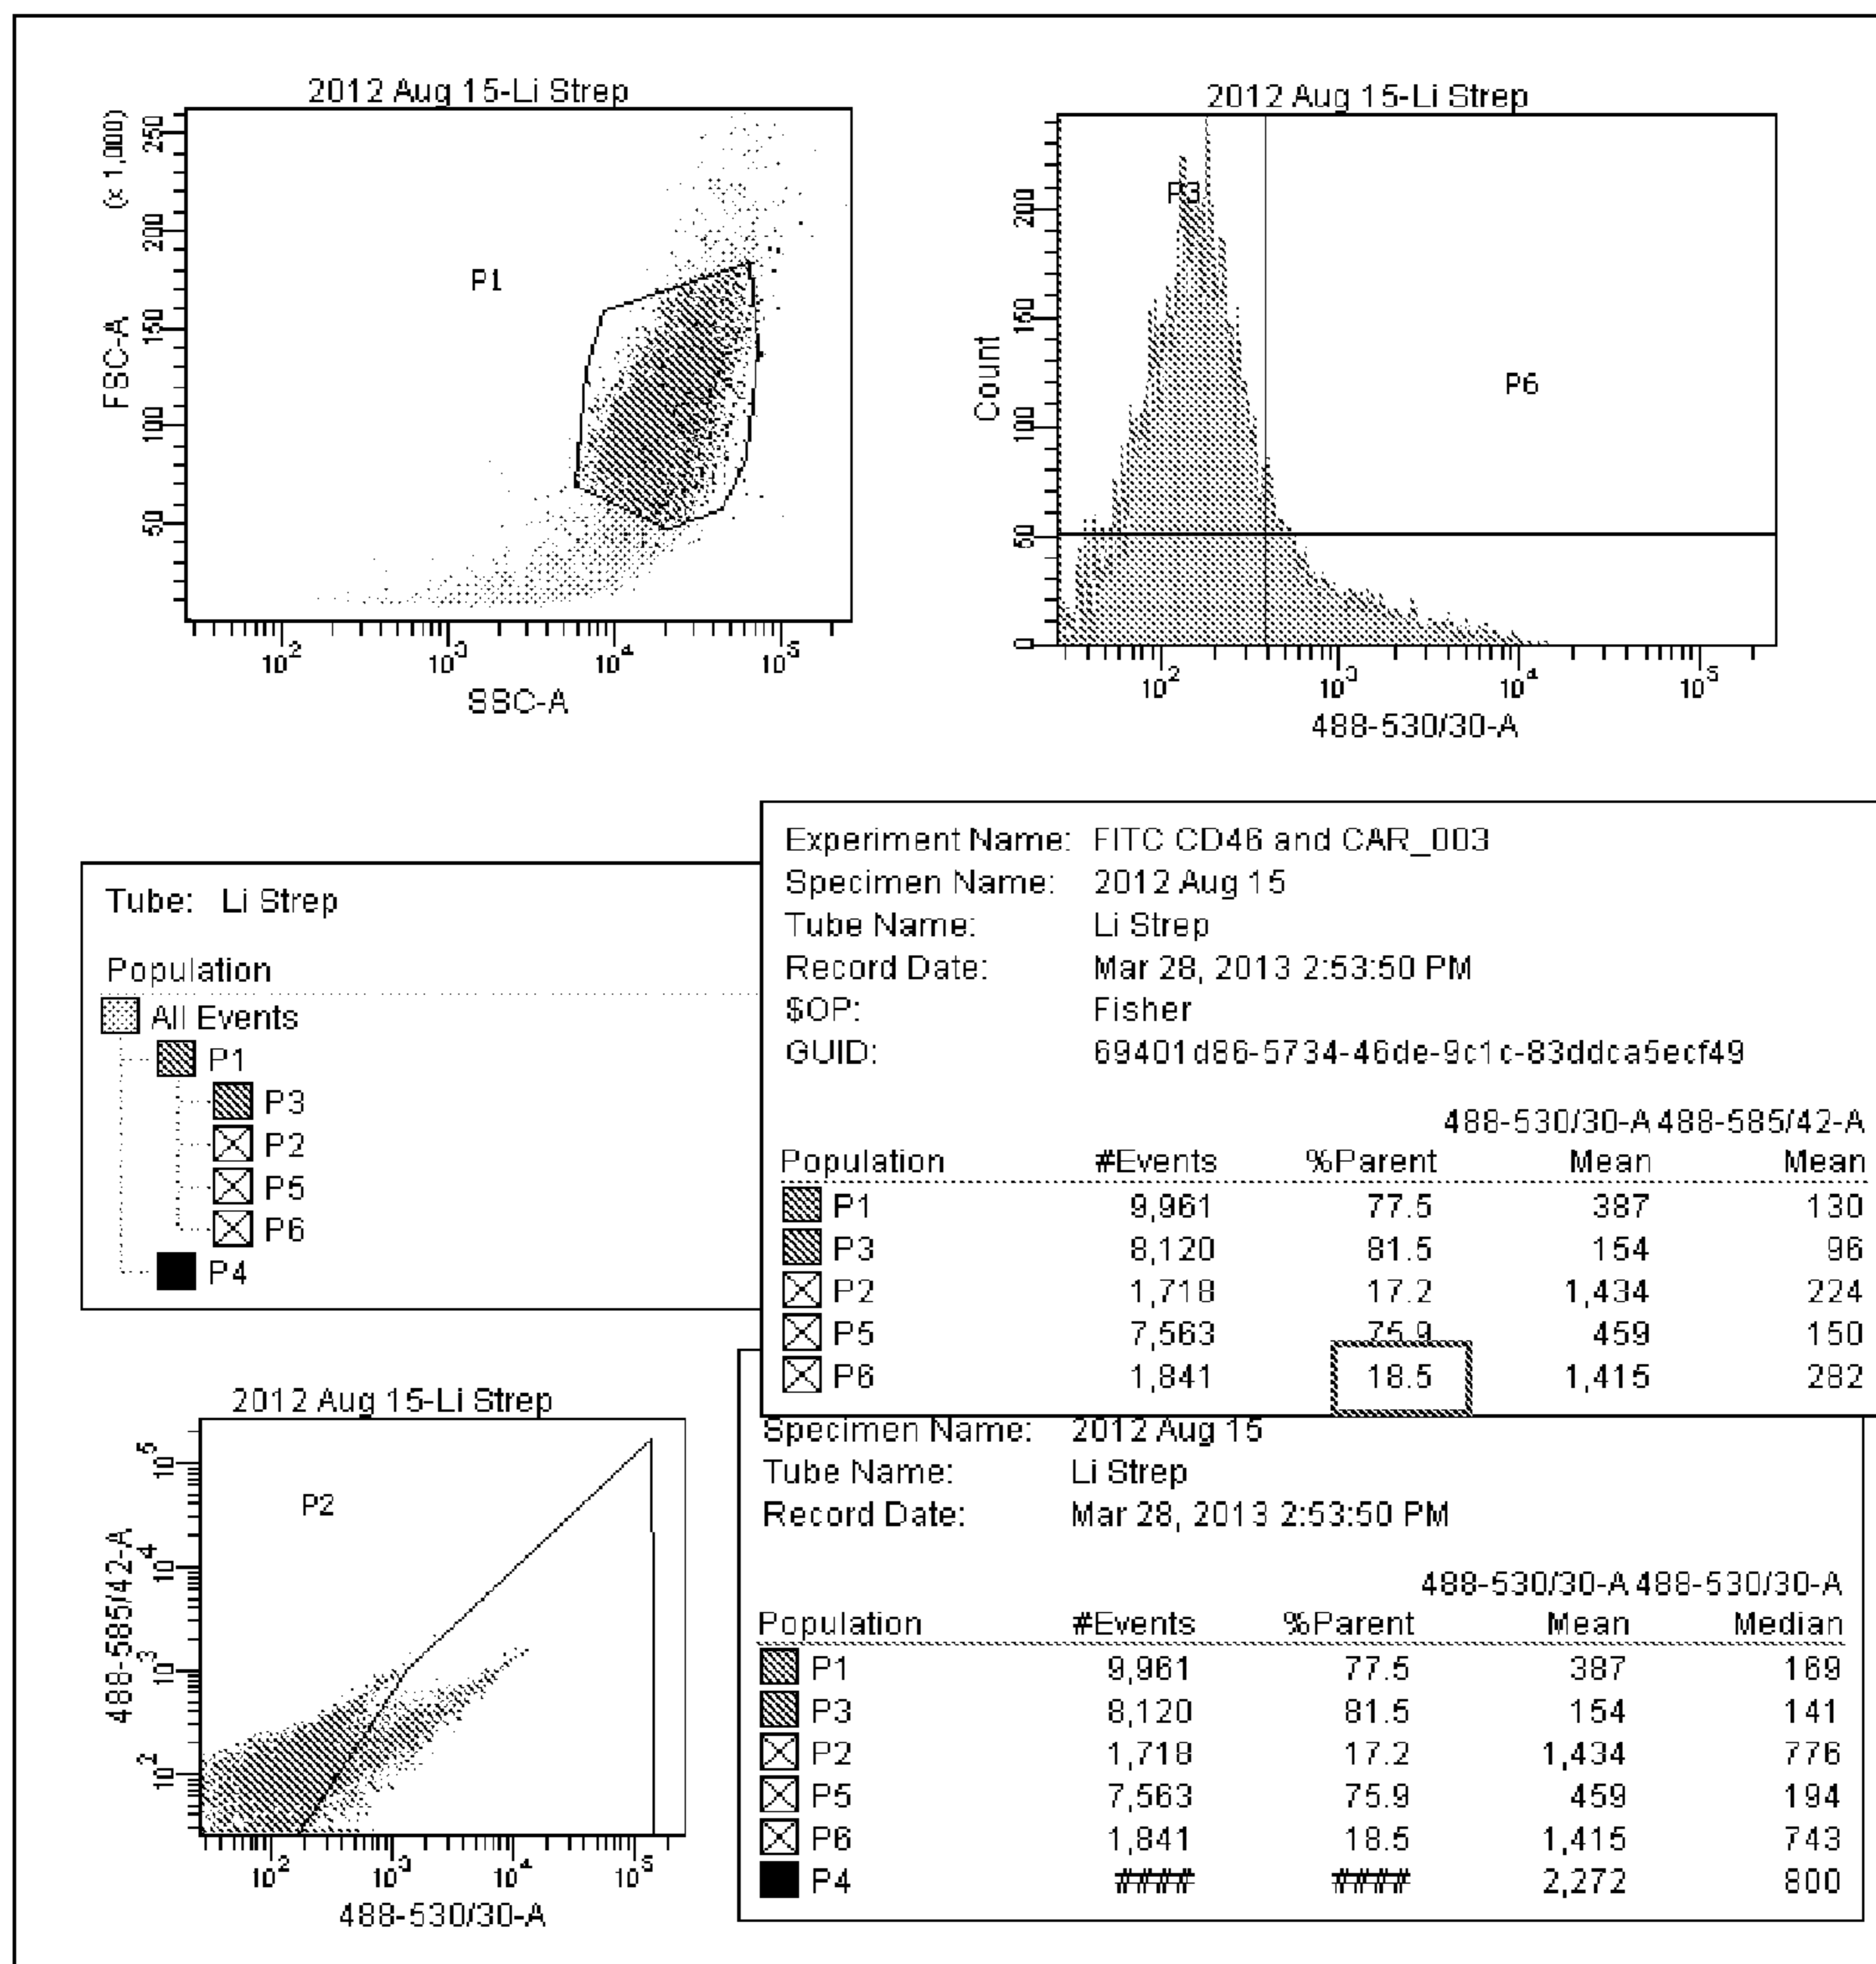 2012 Aug 15-Li Strep
(x 1,000)
FSC-A
250
200
150
100
50
P1
10^2 10^3 10^4 10^5
SSC-A
2012 Aug 15-Li Strep
Count
200
150
100
50
0
P3
P6
10^2 10^3 10^4 10^5
488-530/30-A
Tube: Li Strep
Population
All Events
P1
P3
P2
P5
P6
P4
Experiment Name: FITC CD46 and CAR_003
Specimen Name: 2012 Aug 15
Tube Name: Li Strep
Record Date: Mar 28, 2013 2:53:50 PM
$OP: Fisher
GUID: 69401d86-5734-46de-9c1c-83ddca5ecf49
488-530/30-A 488-585/42-A
Population #Events %Parent Mean Mean
P1 9,961 77.5 387 130
P3 8,120 81.5 154 96
P2 1,718 17.2 1,434 224
P5 7,563 75.9 459 150
P6 1,841 18.5 1,415 282
2012 Aug 15-Li Strep
488-585/42-A
10^5
10^4
10^3
10^2
P2
10^2 10^3 10^4 10^5
488-530/30-A
Specimen Name: 2012 Aug 15
Tube Name: Li Strep
Record Date: Mar 28, 2013 2:53:50 PM
488-530/30-A 488-530/30-A
Population #Events %Parent Mean Median
P1 9,961 77.5 387 169
P3 8,120 81.5 154 141
P2 1,718 17.2 1,434 776
P5 7,563 75.9 459 194
P6 1,841 18.5 1,415 743
P4 #### #### 2,272 800